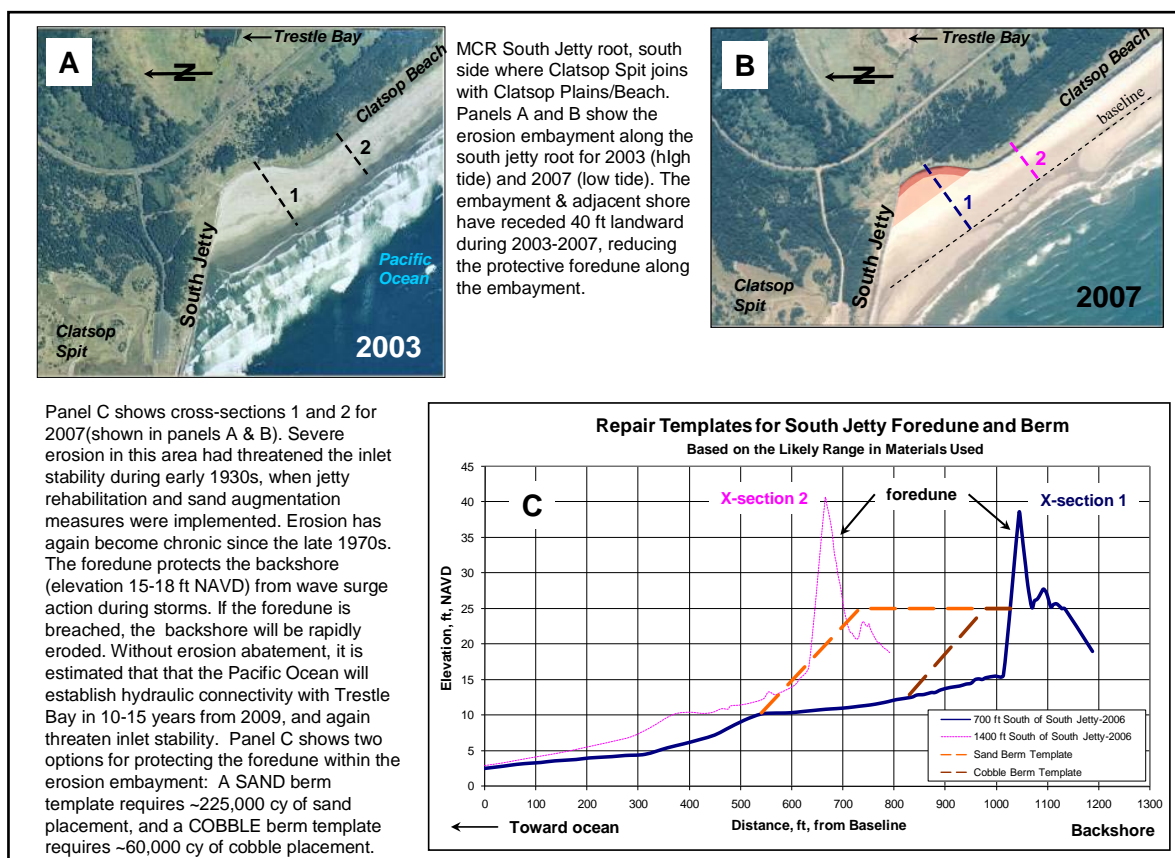 A
Trestle Bay
N
Clatsop Beach
2
1
South Jetty
Pacific
Ocean
Clatsop
Spit
2003
MCR South Jetty root, south
side where Clatsop Spit joins
with Clatsop Plains/Beach.
Panels A and B show the
erosion embayment along the
south jetty root for 2003 (hIgh
tide) and 2007 (low tide). The
embayment & adjacent shore
have receded 40 ft landward
during 2003-2007, reducing
the protective foredune along
the embayment.
B
Trestle Bay
N
Clatsop Beach
baseline
2
1
South Jetty
Clatsop
Spit
2007
Panel C shows cross-sections 1 and 2 for
2007(shown in panels A & B). Severe
erosion in this area had threatened the inlet
stability during early 1930s, when jetty
rehabilitation and sand augmentation
measures were implemented. Erosion has
again become chronic since the late 1970s.
The foredune protects the backshore
(elevation 15-18 ft NAVD) from wave surge
action during storms. If the foredune is
breached, the backshore will be rapidly
eroded. Without erosion abatement, it is
estimated that that the Pacific Ocean will
establish hydraulic connectivity with Trestle
Bay in 10-15 years from 2009, and again
threaten inlet stability. Panel C shows two
options for protecting the foredune within the
erosion embayment: A SAND berm
template requires ~225,000 cy of sand
placement, and a COBBLE berm template
requires ~60,000 cy of cobble placement.
Repair Templates for South Jetty Foredune and Berm
Based on the Likely Range in Materials Used
C
X-section 2
foredune
X-section 1
Elevation, ft, NAVD
45
40
35
30
25
20
15
10
5
0
700 ft South of South Jetty-2006
1400 ft South of South Jetty-2006
Sand Berm Template
Cobble Berm Template
0 100 200 300 400 500 600 700 800 900 1000 1100 1200 1300
Toward ocean
Distance, ft, from Baseline
Backshore